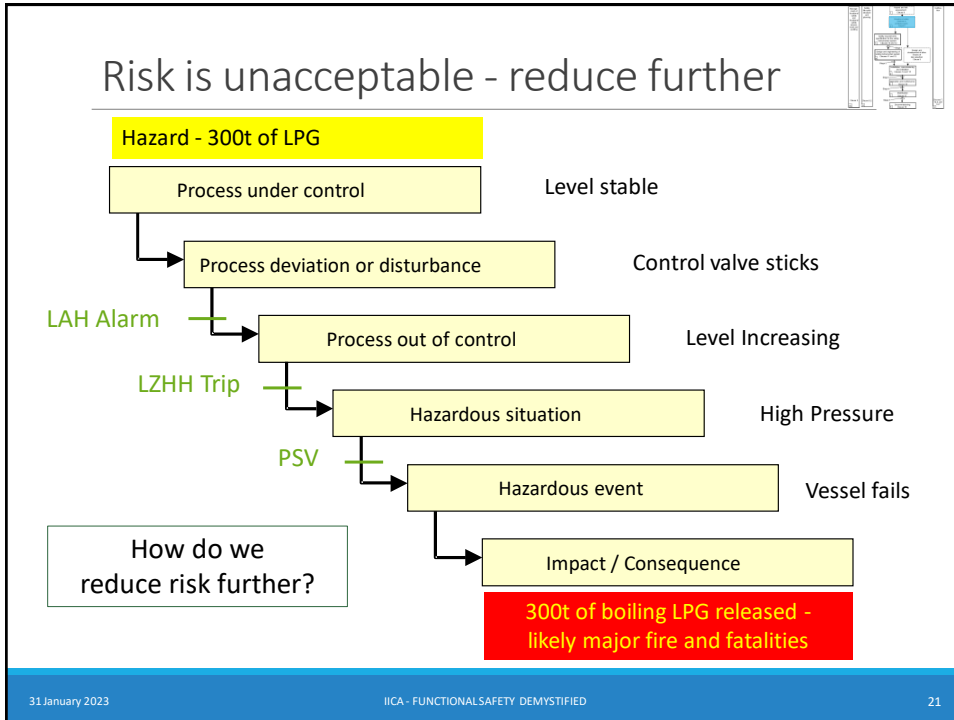 Risk is unacceptable - reduce further
Hazard - 300t of LPG
Process under control
Level stable
Process deviation or disturbance
Control valve sticks
LAH Alarm
Process out of control
Level Increasing
LZHH Trip
Hazardous situation
High Pressure
PSV
Hazardous event
Vessel fails
How do we
reduce risk further?
Impact / Consequence
300t of boiling LPG released -
likely major fire and fatalities
31 January 2023
IICA - FUNCTIONAL SAFETY DEMYSTIFIED
21